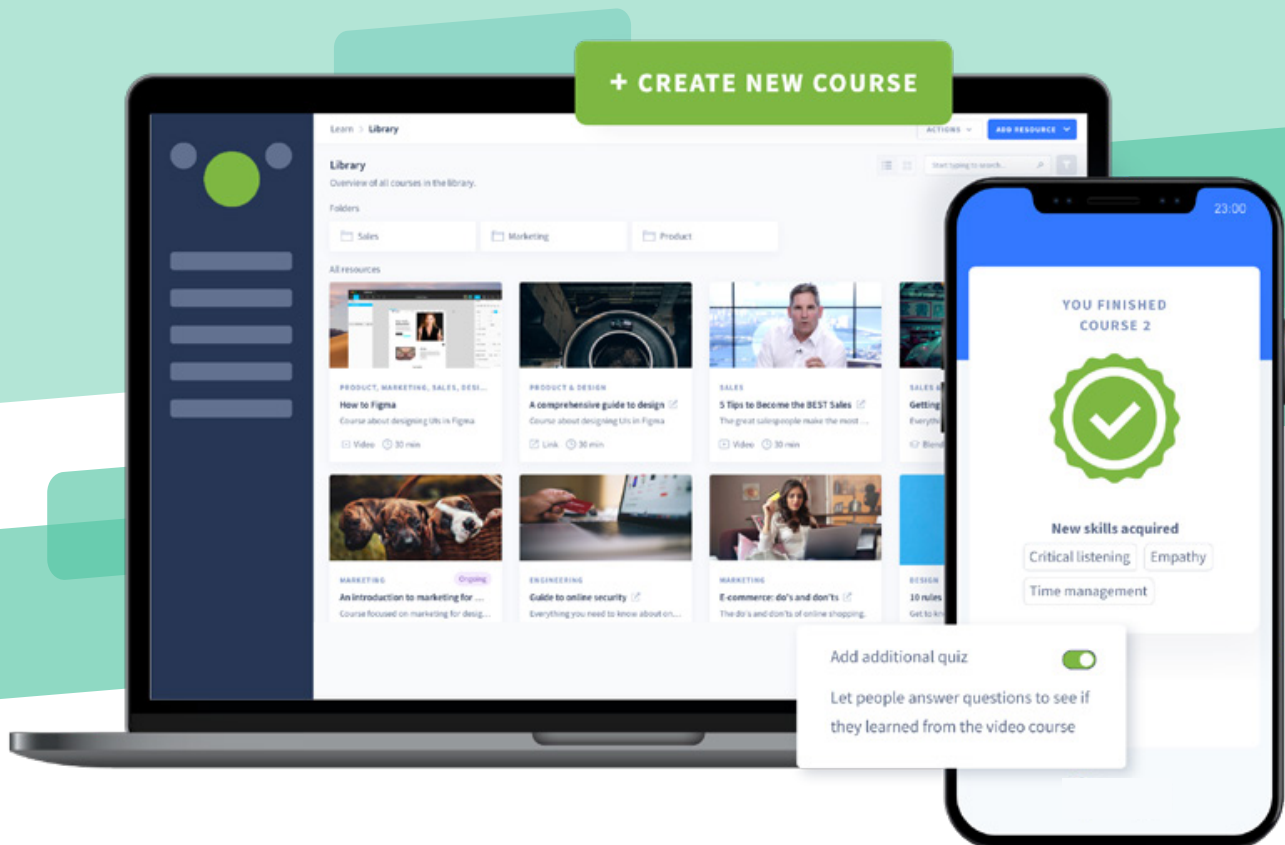 + CREATE NEW COURSE
Learn > Library
ACTIONS
ADD RESOURCE
Library
Overview of all courses in the library.
Start typing to search...
Folders
Sales
Marketing
Product
All resources
PRODUCT, MARKETING, SALES, DESI...
How to Figma
Course about designing UIs in Figma
Video 30 min
PRODUCT & DESIGN
A comprehensive guide to design
Course about designing UIs in Figma
Link 30 min
SALES
5 Tips to Become the BEST Sales
The great salespeople make the most ...
Video 30 min
SALES &
Getting
MARKETING
Ongoing
An introduction to marketing for ...
Course focused on marketing for desig...
ENGINEERING
Guide to online security
Everything you need to know about on...
MARKETING
E-commerce: do's and don'ts
The do's and don'ts of online shopping.
DESIGN
10 rules
Get to
23:00
YOU FINISHED
COURSE 2
New skills acquired
Critical listening
Empathy
Time management
Add additional quiz
Let people answer questions to see if
they learned from the video course